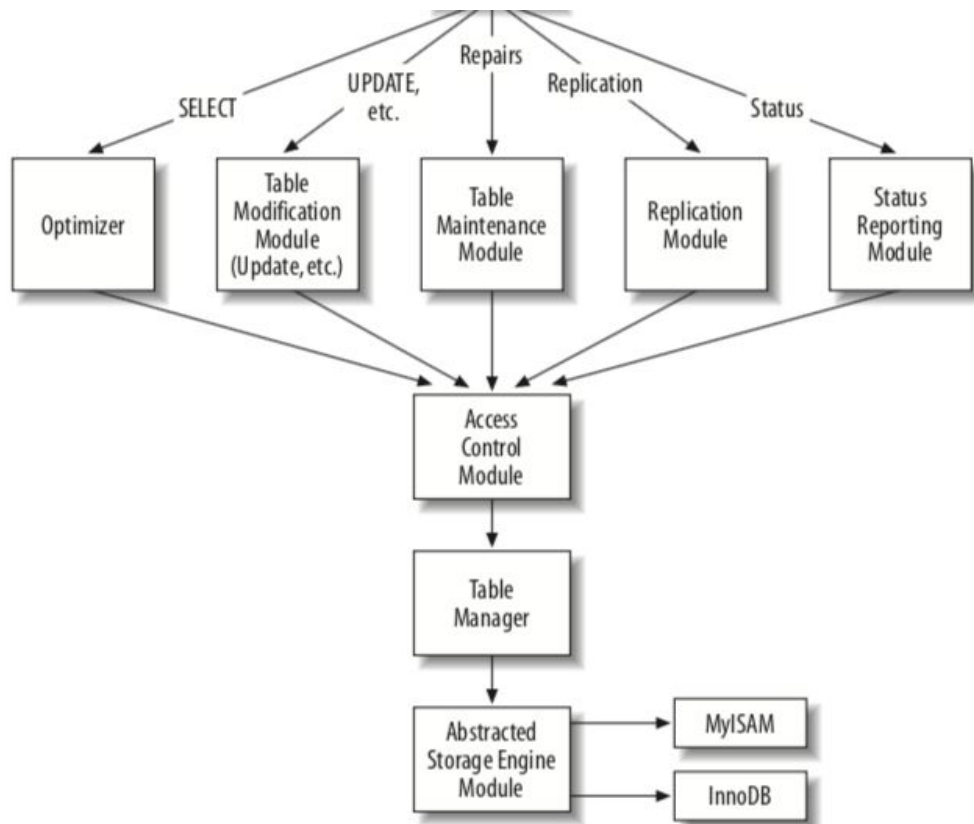 Repairs
UPDATE,
etc.
Replication
SELECT
Status
Optimizer
Table
Modification
Module
(Update, etc.)
Table
Maintenance
Module
Replication
Module
Status
Reporting
Module
Access
Control
Module
Table
Manager
Abstracted
Storage Engine
Module
MyISAM
InnoDB